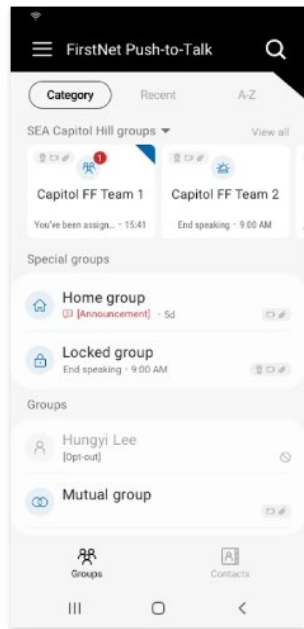 FirstNet Push-to-Talk
Category Recent A-Z
SEA Capitol Hill groups View all
1
Capitol FF Team 1 Capitol FF Team 2
You've been assign... - 15:41 End speaking - 9:00 AM
Special groups
Home group
[Announcement] - 5d
Locked group
End speaking - 9:00 AM
Groups
Hungyi Lee
[Opt-out]
Mutual group
Groups Contacts